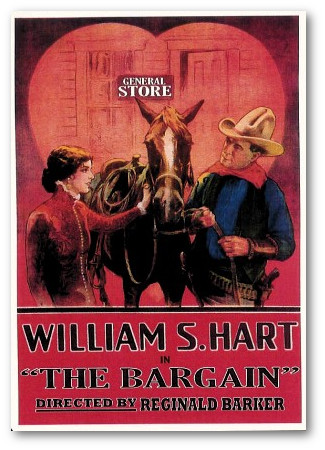 GENERAL
STORE
WILLIAM S. HART
IN
"THE BARGAIN"
DIRECTED BY REGINALD BARKER